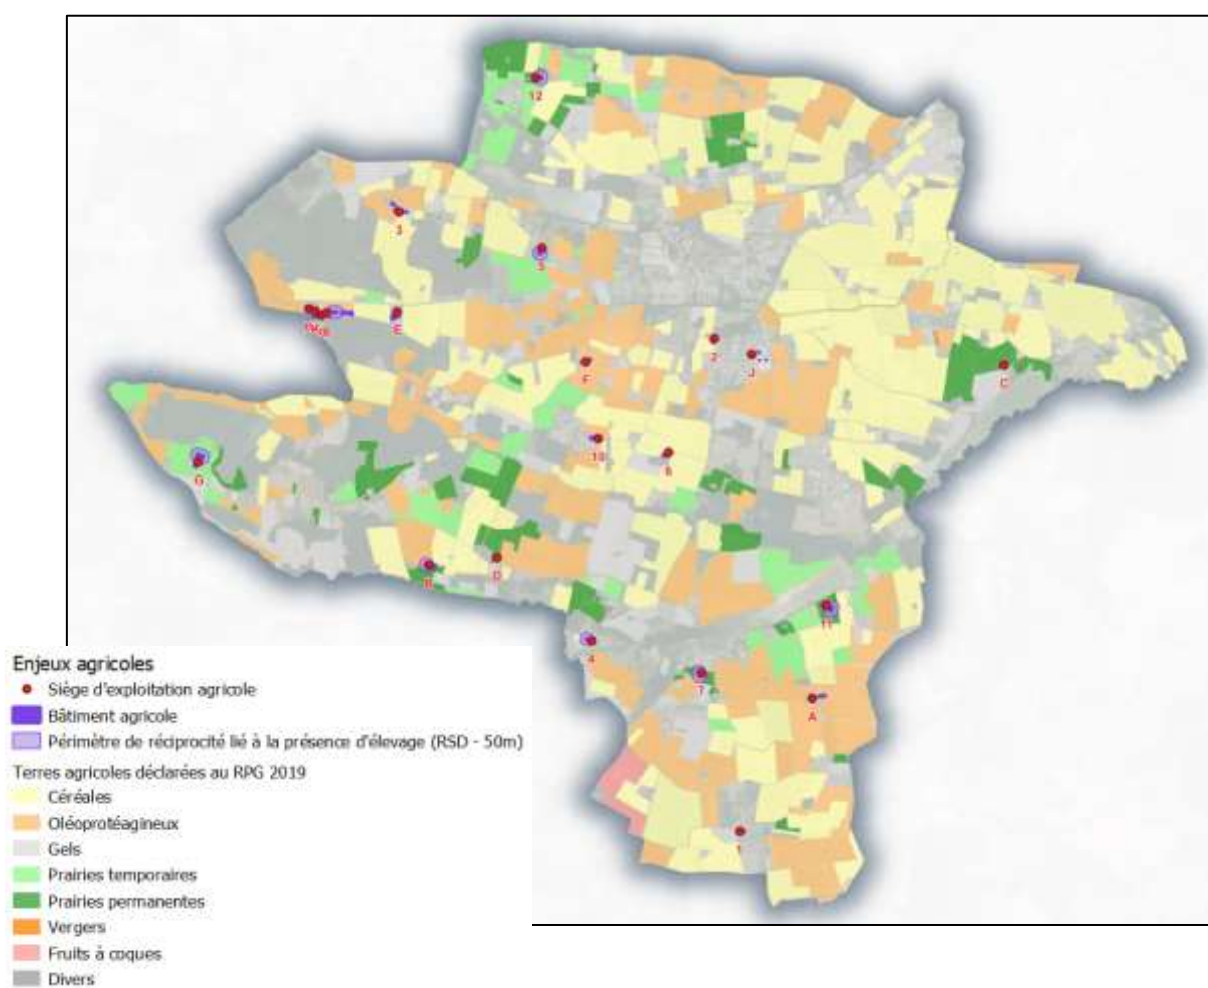 12
3
5
E
2
J
F
C
10
6
G
B
D
11
4
7
A
1
Enjeux agricoles
Siège d'exploitation agricole
Bâtiment agricole
Périmètre de réciprocité lié à la présence d'élevage (RSD - 50m)
Terres agricoles déclarées au RPG 2019
Céréales
Oléoprotéagineux
Gels
Prairies temporaires
Prairies permanentes
Vergers
Fruits à coques
Divers